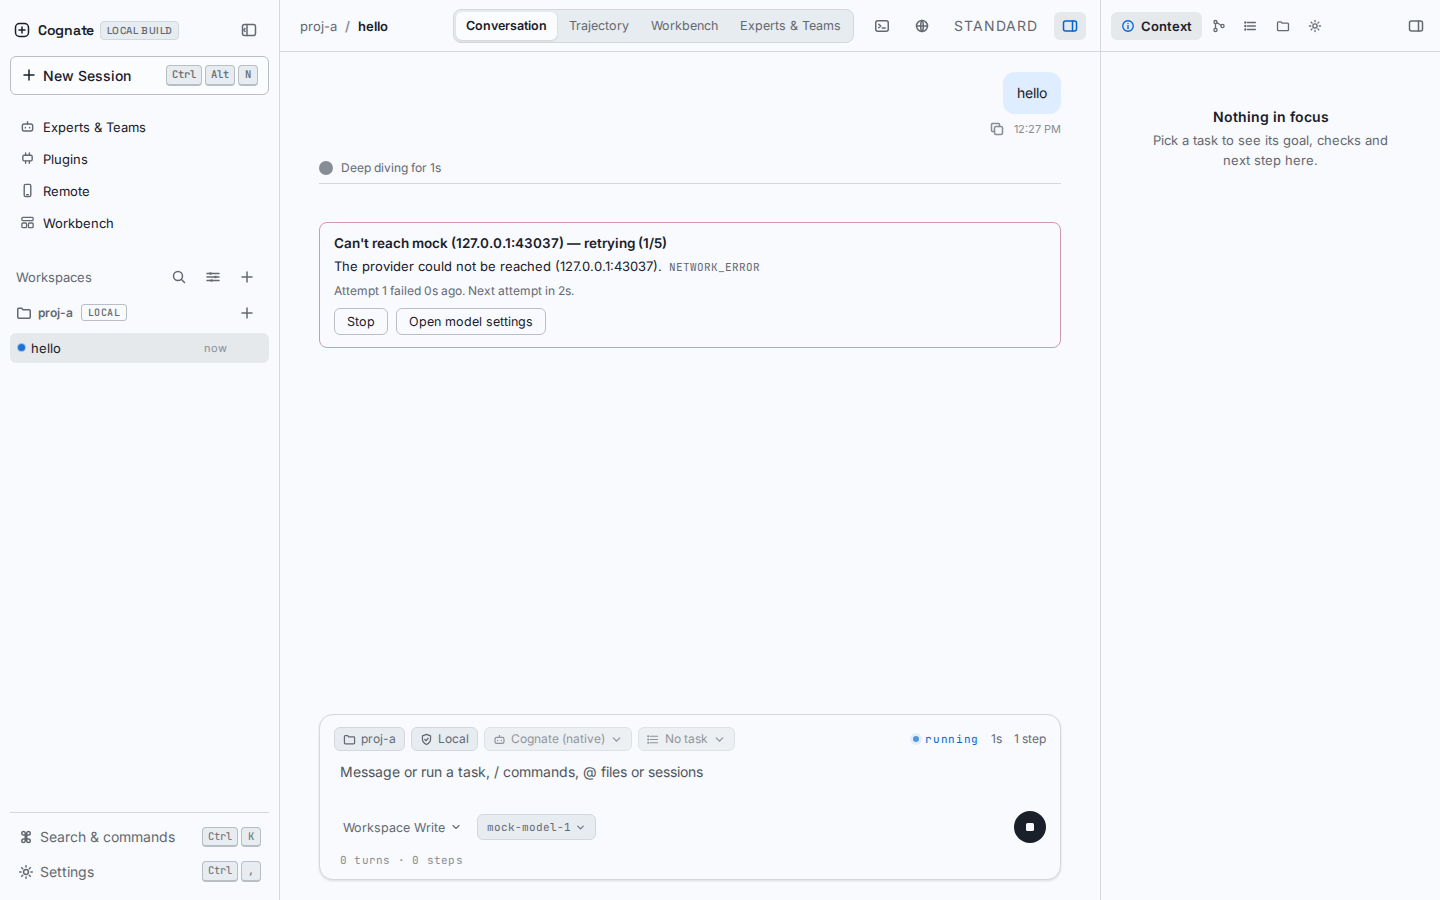 Cognate LOCAL BUILD
New Session Ctrl Alt N
Experts & Teams
Plugins
Remote
Workbench
Workspaces
proj-a LOCAL
hello now
Search & commands Ctrl K
Settings Ctrl ,
proj-a / hello
Conversation Trajectory Workbench Experts & Teams
STANDARD
hello
12:27 PM
Deep diving for 1s
Can't reach mock (127.0.0.1:43037) — retrying (1/5)
The provider could not be reached (127.0.0.1:43037). NETWORK_ERROR
Attempt 1 failed 0s ago. Next attempt in 2s.
Stop Open model settings
proj-a Local Cognate (native) No task running 1s 1 step
Message or run a task, / commands, @ files or sessions
Workspace Write mock-model-1
0 turns · 0 steps
Context
Nothing in focus
Pick a task to see its goal, checks and
next step here.